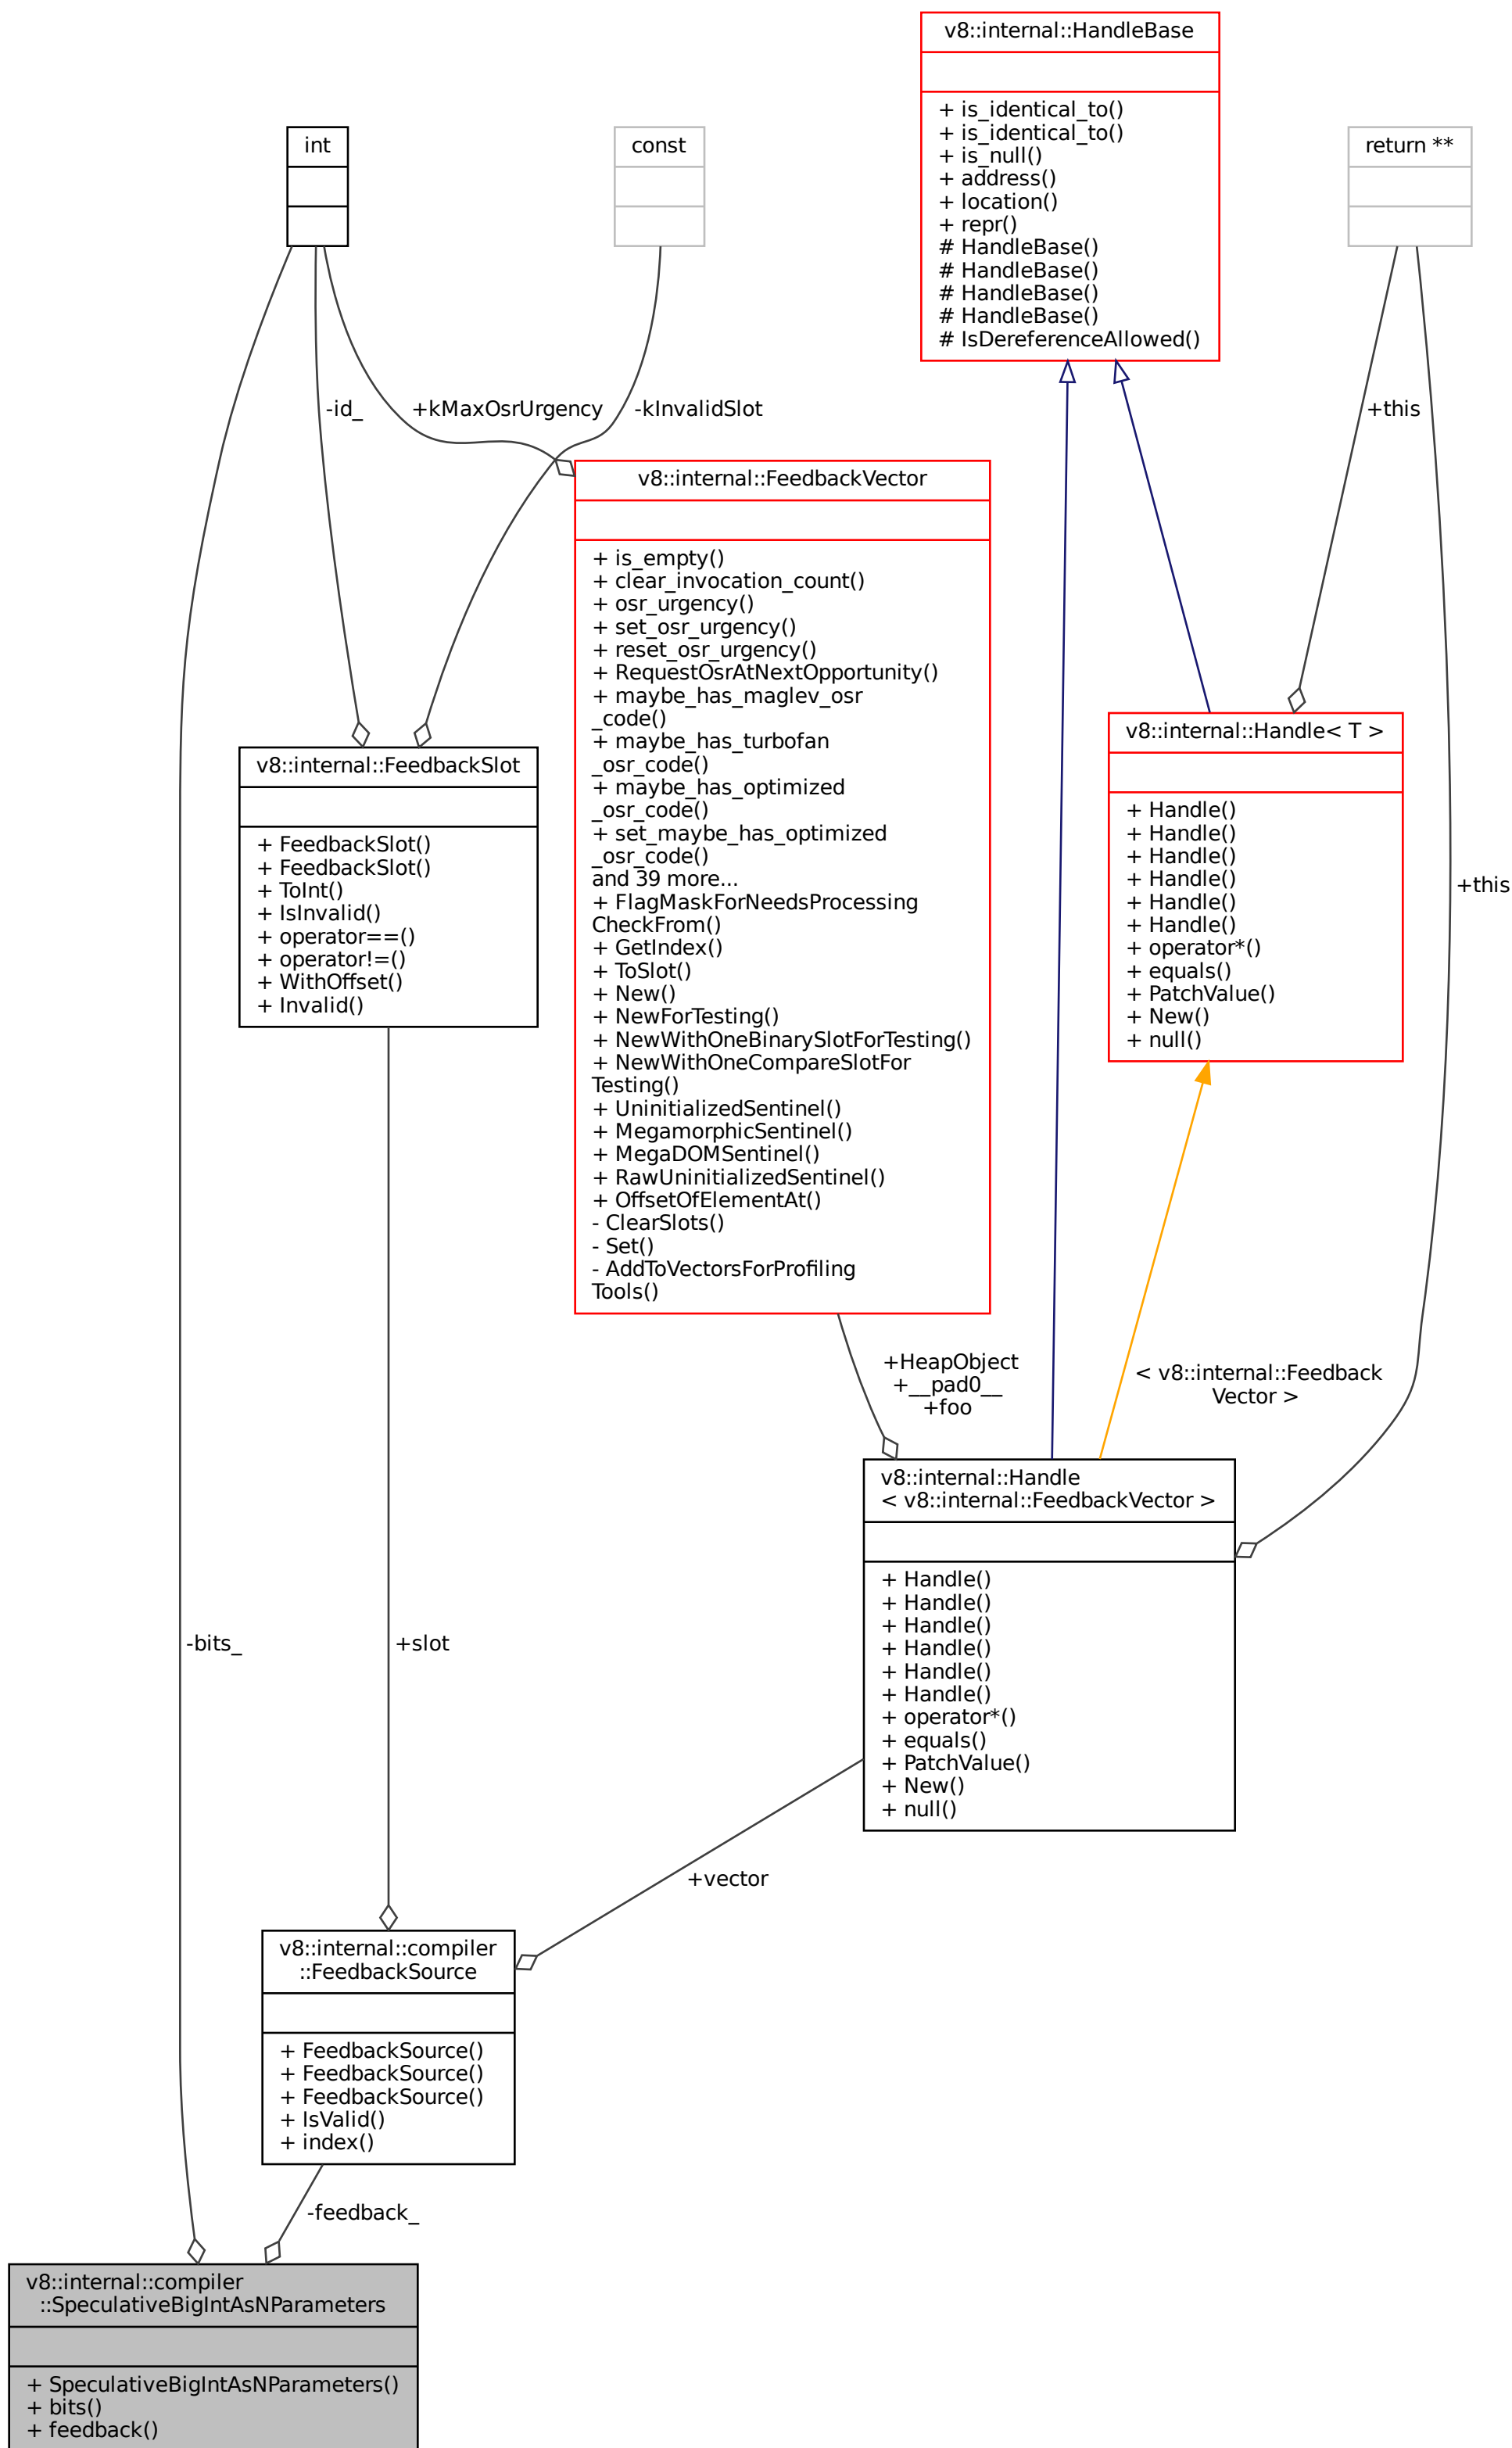 v8::internal::HandleBase
+ is_identical_to()
+ is_identical_to()
+ is_null()
+ address()
+ location()
+ repr()
# HandleBase()
# HandleBase()
# HandleBase()
# HandleBase()
# IsDereferenceAllowed()
int
const
return **
-id_
+kMaxOsrUrgency
-kInvalidSlot
+this
v8::internal::FeedbackVector
+ is_empty()
+ clear_invocation_count()
+ osr_urgency()
+ set_osr_urgency()
+ reset_osr_urgency()
+ RequestOsrAtNextOpportunity()
+ maybe_has_maglev_osr
_code()
+ maybe_has_turbofan
_osr_code()
+ maybe_has_optimized
_osr_code()
+ set_maybe_has_optimized
_osr_code()
and 39 more...
+ FlagMaskForNeedsProcessing
CheckFrom()
+ GetIndex()
+ ToSlot()
+ New()
+ NewForTesting()
+ NewWithOneBinarySlotForTesting()
+ NewWithOneCompareSlotFor
Testing()
+ UninitializedSentinel()
+ MegamorphicSentinel()
+ MegaDOMSentinel()
+ RawUninitializedSentinel()
+ OffsetOfElementAt()
- ClearSlots()
- Set()
- AddToVectorsForProfiling
Tools()
v8::internal::FeedbackSlot
+ FeedbackSlot()
+ FeedbackSlot()
+ ToInt()
+ IsInvalid()
+ operator==()
+ operator!=()
+ WithOffset()
+ Invalid()
v8::internal::Handle< T >
+ Handle()
+ Handle()
+ Handle()
+ Handle()
+ Handle()
+ Handle()
+ operator*()
+ equals()
+ PatchValue()
+ New()
+ null()
+this
+HeapObject
+__pad0__
+foo
< v8::internal::Feedback
Vector >
v8::internal::Handle
< v8::internal::FeedbackVector >
+ Handle()
+ Handle()
+ Handle()
+ Handle()
+ Handle()
+ Handle()
+ operator*()
+ equals()
+ PatchValue()
+ New()
+ null()
-bits_
+slot
+vector
v8::internal::compiler
::FeedbackSource
+ FeedbackSource()
+ FeedbackSource()
+ FeedbackSource()
+ IsValid()
+ index()
-feedback_
v8::internal::compiler
::SpeculativeBigIntAsNParameters
+ SpeculativeBigIntAsNParameters()
+ bits()
+ feedback()